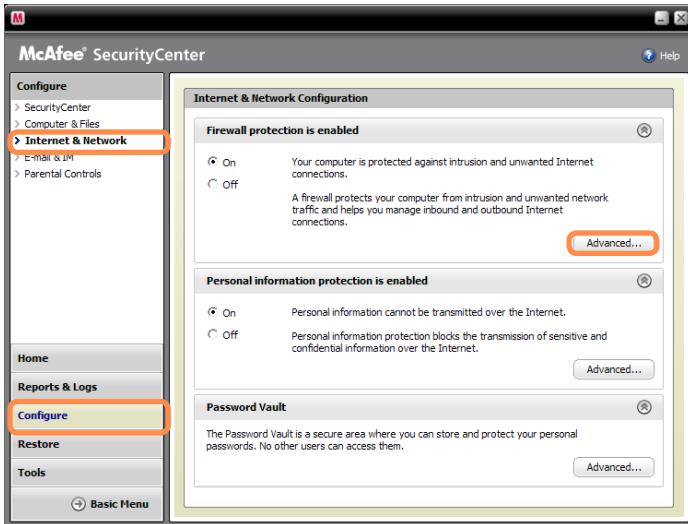 M
McAfee® SecurityCenter
Help
Configure
> SecurityCenter
> Computer & Files
> Internet & Network
> E-mail & IM
> Parental Controls
Home
Reports & Logs
Configure
Restore
Tools
Basic Menu
Internet & Network Configuration
Firewall protection is enabled
On
Off
Your computer is protected against intrusion and unwanted Internet
connections.
A firewall protects your computer from intrusion and unwanted network
traffic and helps you manage inbound and outbound Internet
connections.
Advanced...
Personal information protection is enabled
On
Off
Personal information cannot be transmitted over the Internet.
Personal information protection blocks the transmission of sensitive and
confidential information over the Internet.
Advanced...
Password Vault
The Password Vault is a secure area where you can store and protect your personal
passwords. No other users can access them.
Advanced...